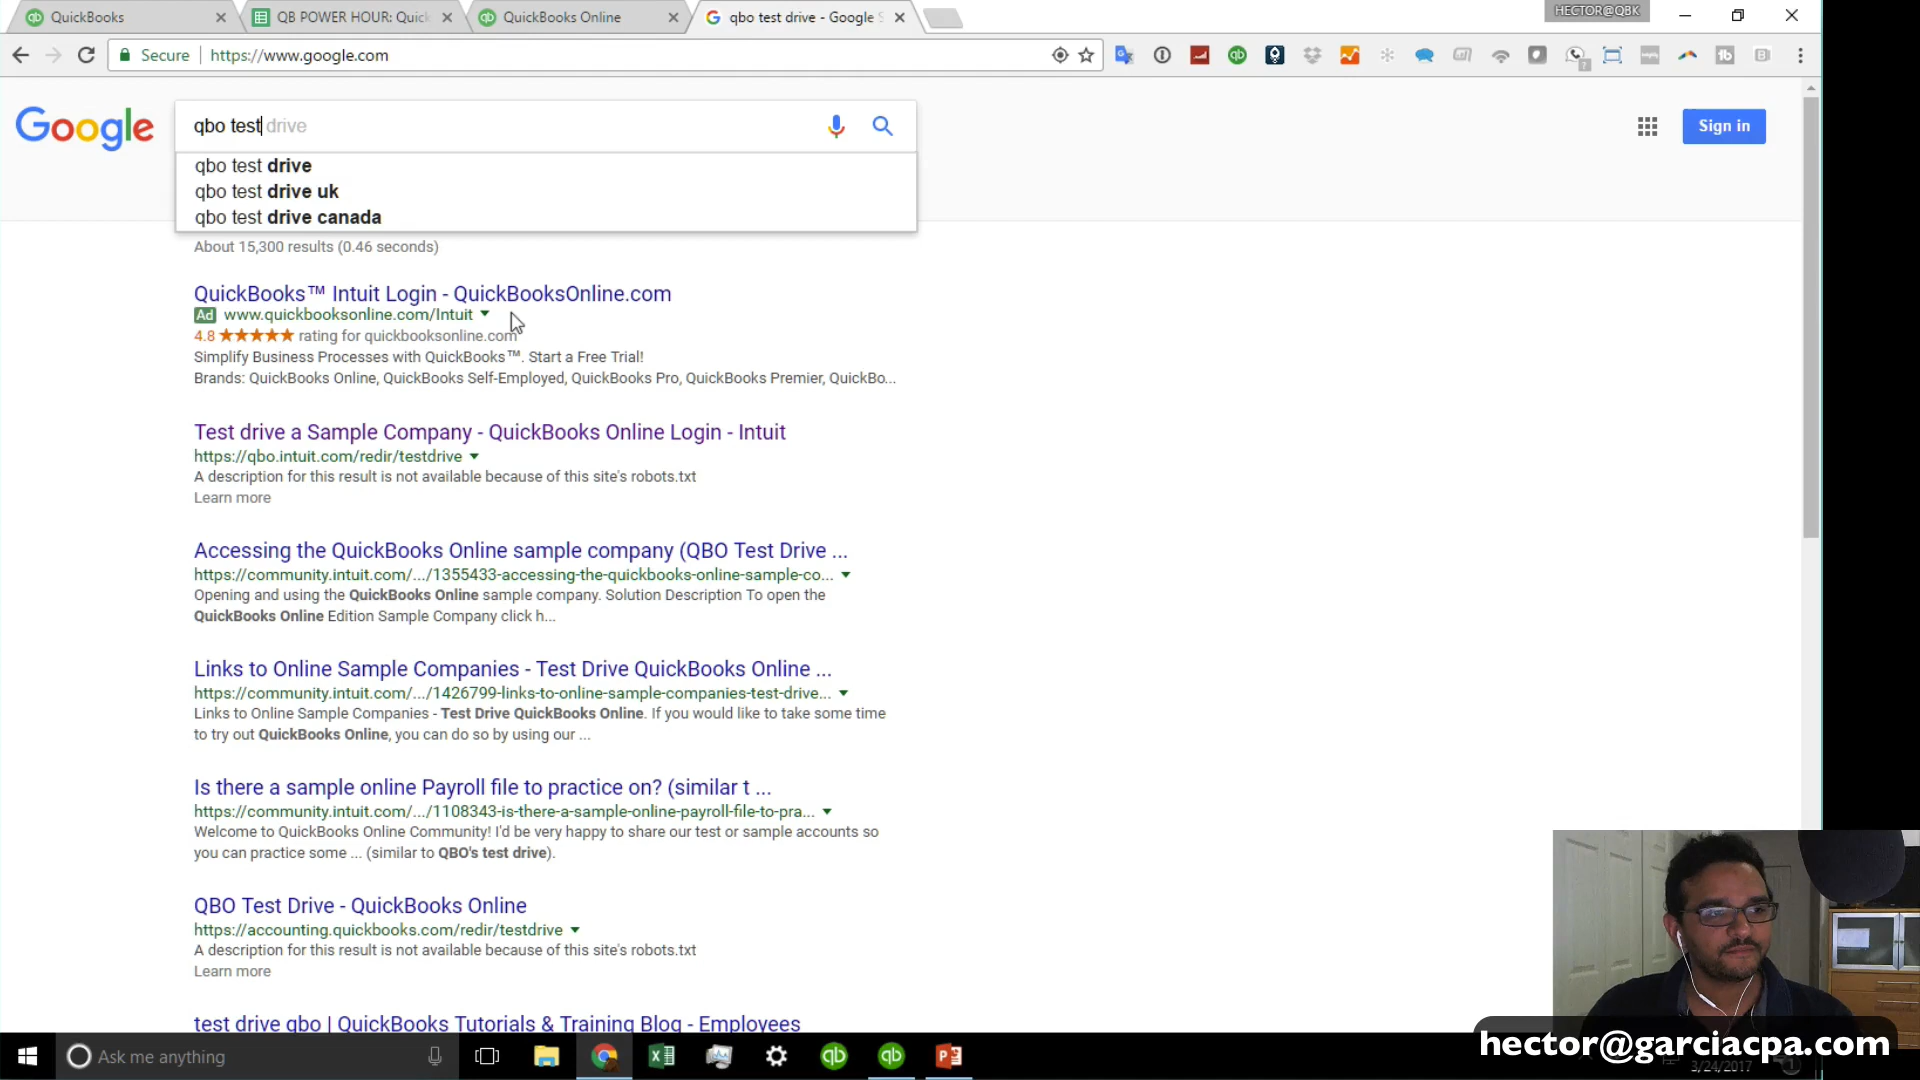 QuickBooks
QB POWER HOUR: Quick
QuickBooks Online
qbo test drive - Google S
HECTOR@QBK
Secure
https://www.google.com
Google
qbo test drive
Sign in
qbo test drive
qbo test drive uk
qbo test drive canada
About 15,300 results (0.46 seconds)
QuickBooks™ Intuit Login - QuickBooksOnline.com
Ad www.quickbooksonline.com/Intuit
4.8 ★★★★★ rating for quickbooksonline.com
Simplify Business Processes with QuickBooks™. Start a Free Trial!
Brands: QuickBooks Online, QuickBooks Self-Employed, QuickBooks Pro, QuickBooks Premier, QuickBo...
Test drive a Sample Company - QuickBooks Online Login - Intuit
https://qbo.intuit.com/redir/testdrive
A description for this result is not available because of this site's robots.txt
Learn more
Accessing the QuickBooks Online sample company (QBO Test Drive ...
https://community.intuit.com/.../1355433-accessing-the-quickbooks-online-sample-co...
Opening and using the QuickBooks Online sample company. Solution Description To open the
QuickBooks Online Edition Sample Company click h...
Links to Online Sample Companies - Test Drive QuickBooks Online ...
https://community.intuit.com/.../1426799-links-to-online-sample-companies-test-drive...
Links to Online Sample Companies - Test Drive QuickBooks Online. If you would like to take some time
to try out QuickBooks Online, you can do so by using our ...
Is there a sample online Payroll file to practice on? (similar t ...
https://community.intuit.com/.../1108343-is-there-a-sample-online-payroll-file-to-pra...
Welcome to QuickBooks Online Community! I'd be very happy to share our test or sample accounts so
you can practice some ... (similar to QBO's test drive).
QBO Test Drive - QuickBooks Online
https://accounting.quickbooks.com/redir/testdrive
A description for this result is not available because of this site's robots.txt
Learn more
test drive qbo | QuickBooks Tutorials & Training Blog - Employees
Ask me anything
hector@garciacpa.com
3/24/2017